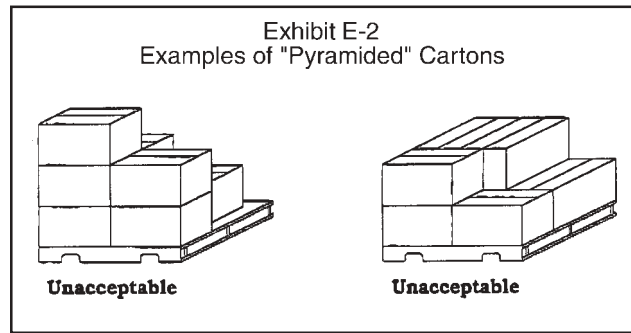 Exhibit E-2
Examples of "Pyramided" Cartons
Unacceptable
Unacceptable